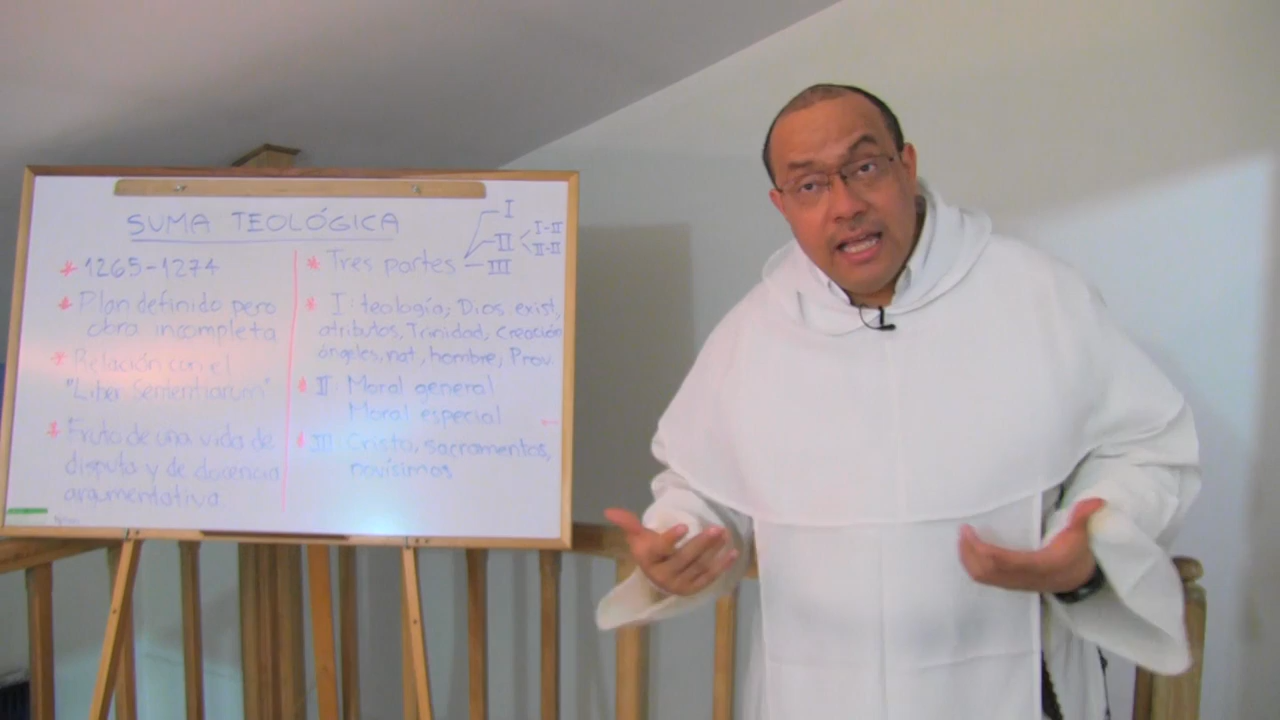 SUMA TEOLÓGICA
* 1265-1274
* Plan definido pero
obra incompleta
* Relación con el
"Liber Sententiarum"
* Fruto de una vida de
disputa y de docencia
argumentativa
* Tres partes
I
II
I-II
II-II
III
* I: teología; Dios: exist,
atributos, Trinidad, Creación
ángeles, nat, hombre; Prov.
* II: Moral general
Moral especial
* III: Cristo, sacramentos,
novísimos